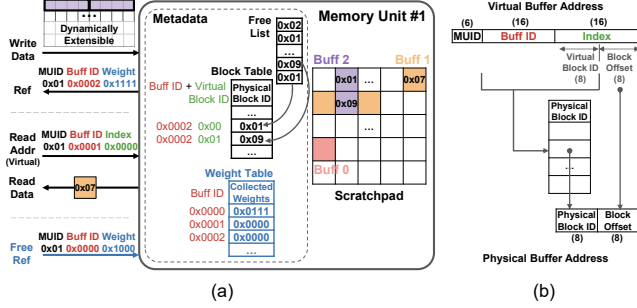 Dynamically
Extensible
Write
Data
MUID Buff ID Weight
0x01 0x0002 0x1111
Ref
Read
Addr
(Virtual)
MUID Buff ID Index
0x01 0x0001 0x0000
Read
Data
0x07
Free
Ref
MUID Buff ID Weight
0x01 0x0000 0x1000
Metadata
Free
List
0x02
0x01
...
0x09
0x01
Block Table
Buff ID + Virtual
Block ID
Physical
Block ID
...
0x0002 0x00
0x01
0x0002 0x01
0x09
...
Weight Table
Buff ID
Collected
Weights
0x0000
0x0111
0x0001
0x0000
0x0002
0x0000
...
Memory Unit #1
Buff 2
Buff 1
0x01
...
0x07
0x09
...
Buff 0
Scratchpad
(a)
Virtual Buffer Address
(6) (16) (16)
MUID Buff ID Index
Virtual
Block ID
(8)
Block
Offset
(8)
Physical
Block ID
...
Physical
Block ID
Block
Offset
(8) (8)
Physical Buffer Address
(b)